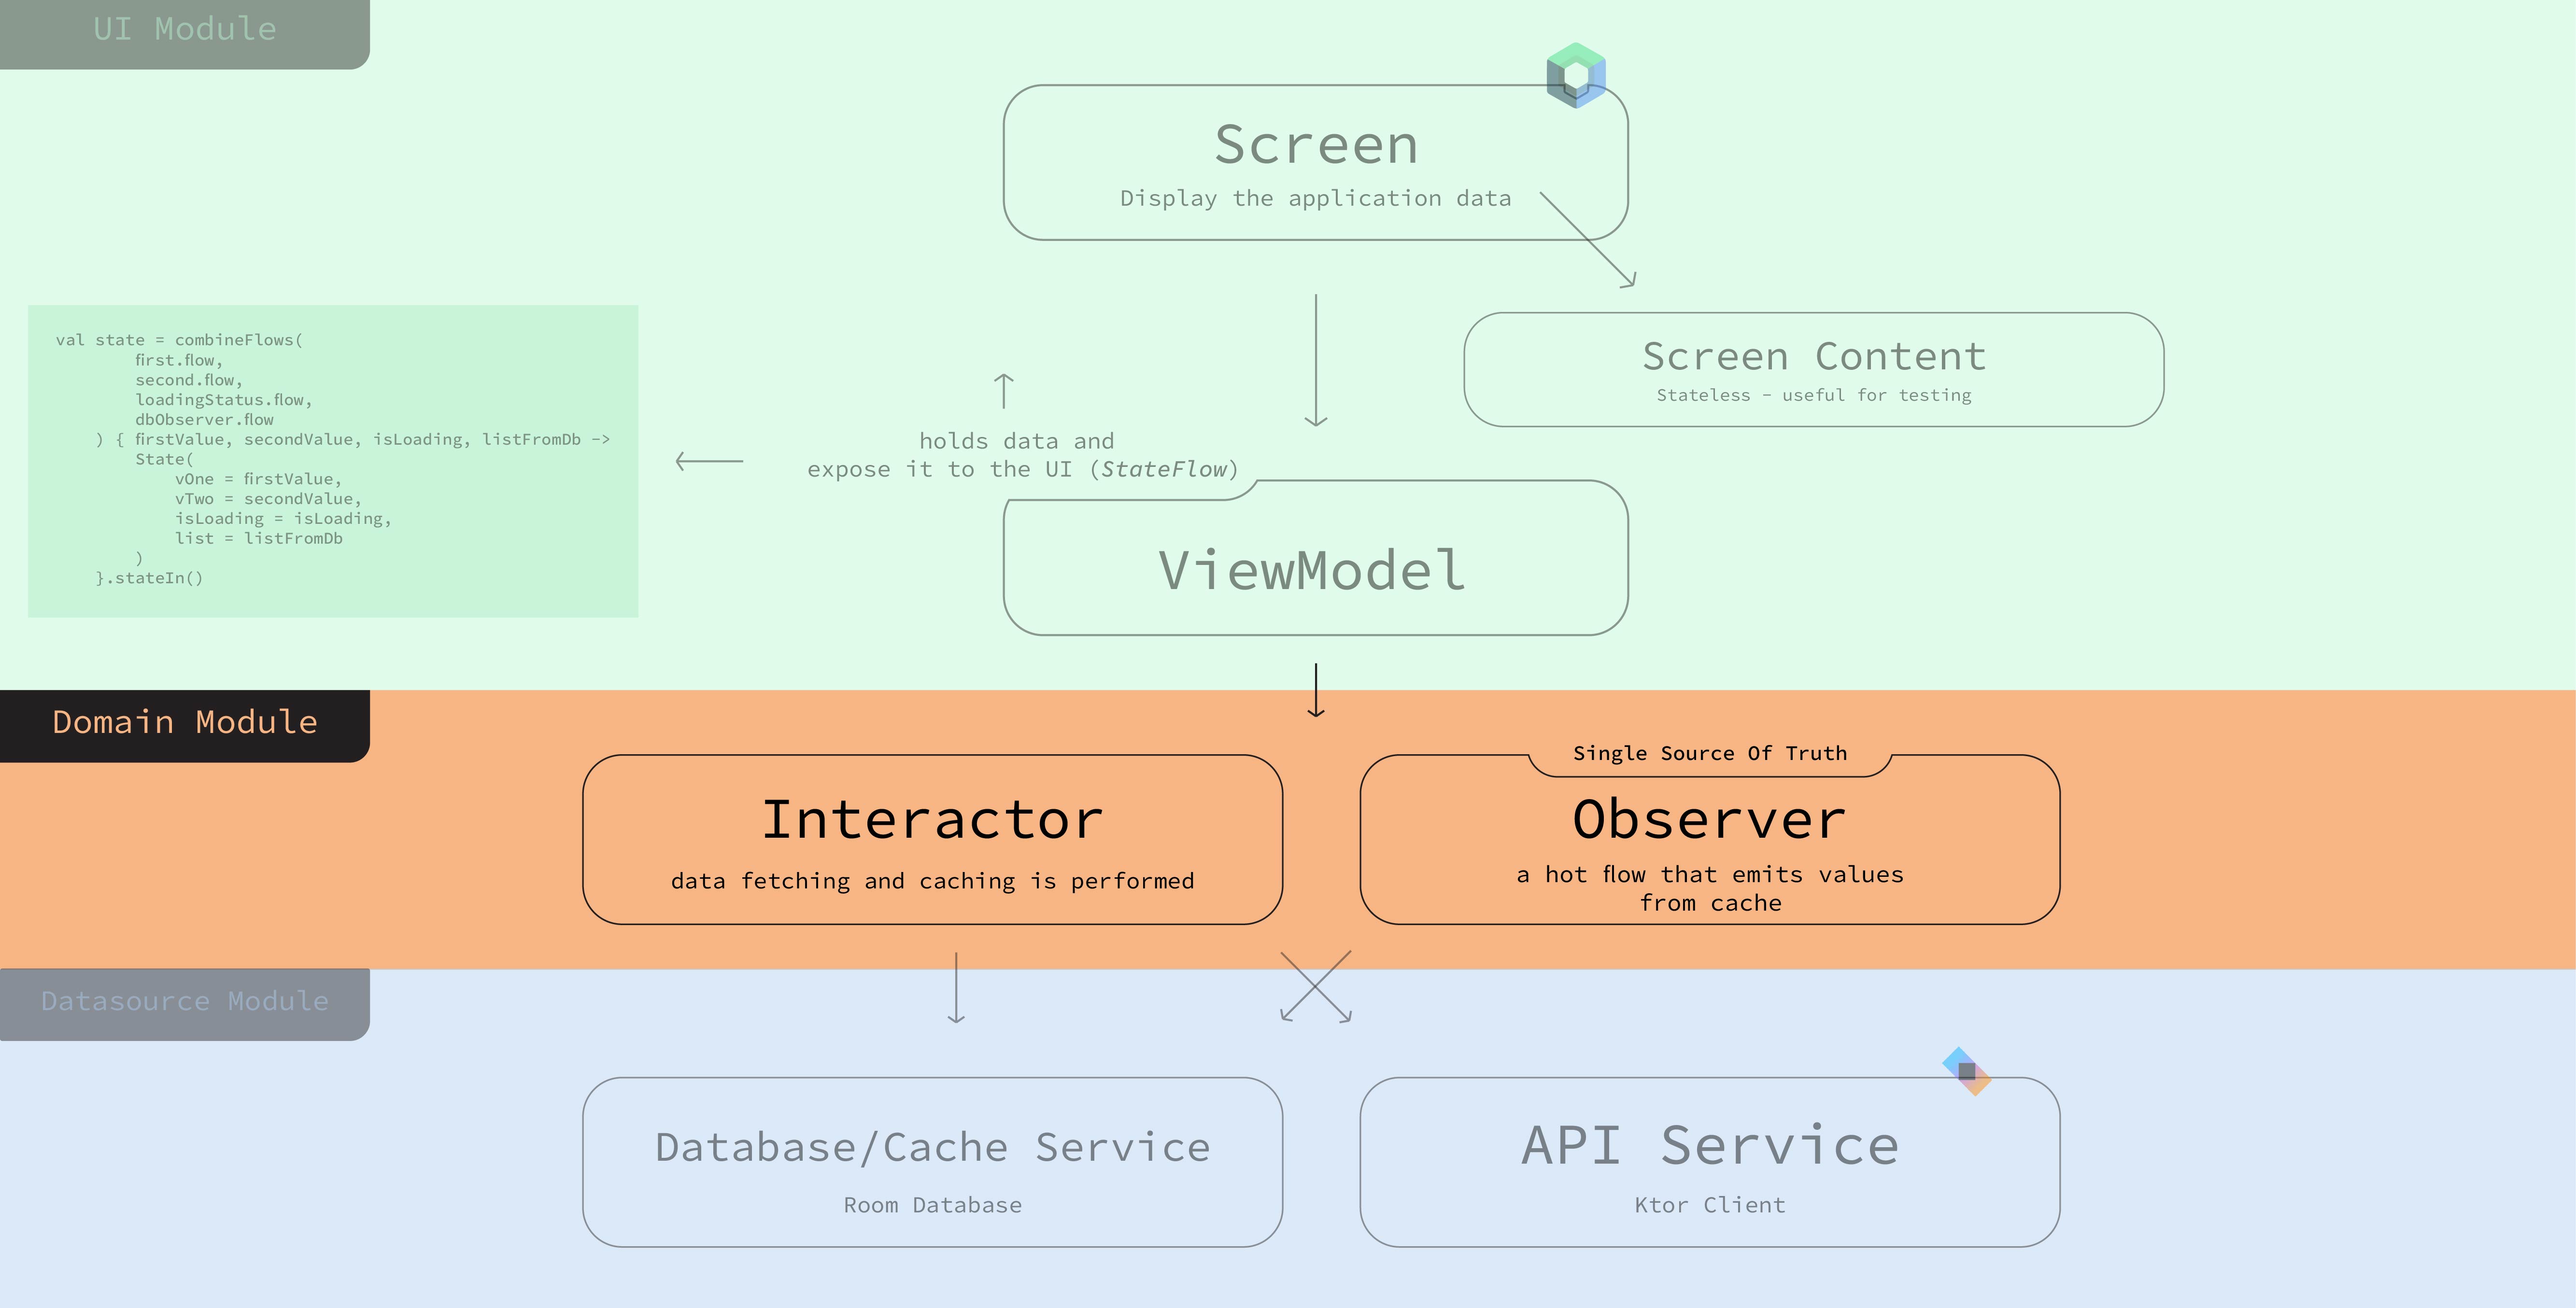 UI Module
Screen
Display the application data
Screen Content
Stateless - useful for testing
val state = combineFlows(
first.flow,
second.flow,
loadingStatus.flow,
dbObserver.flow
) { firstValue, secondValue, isLoading, listFromDb ->
State(
vOne = firstValue,
vTwo = secondValue,
isLoading = isLoading,
list = listFromDb
)
}.stateIn()
holds data and
expose it to the UI (StateFlow)
ViewModel
Domain Module
Interactor
data fetching and caching is performed
Single Source Of Truth
Observer
a hot flow that emits values
from cache
Datasource Module
Database/Cache Service
Room Database
API Service
Ktor Client